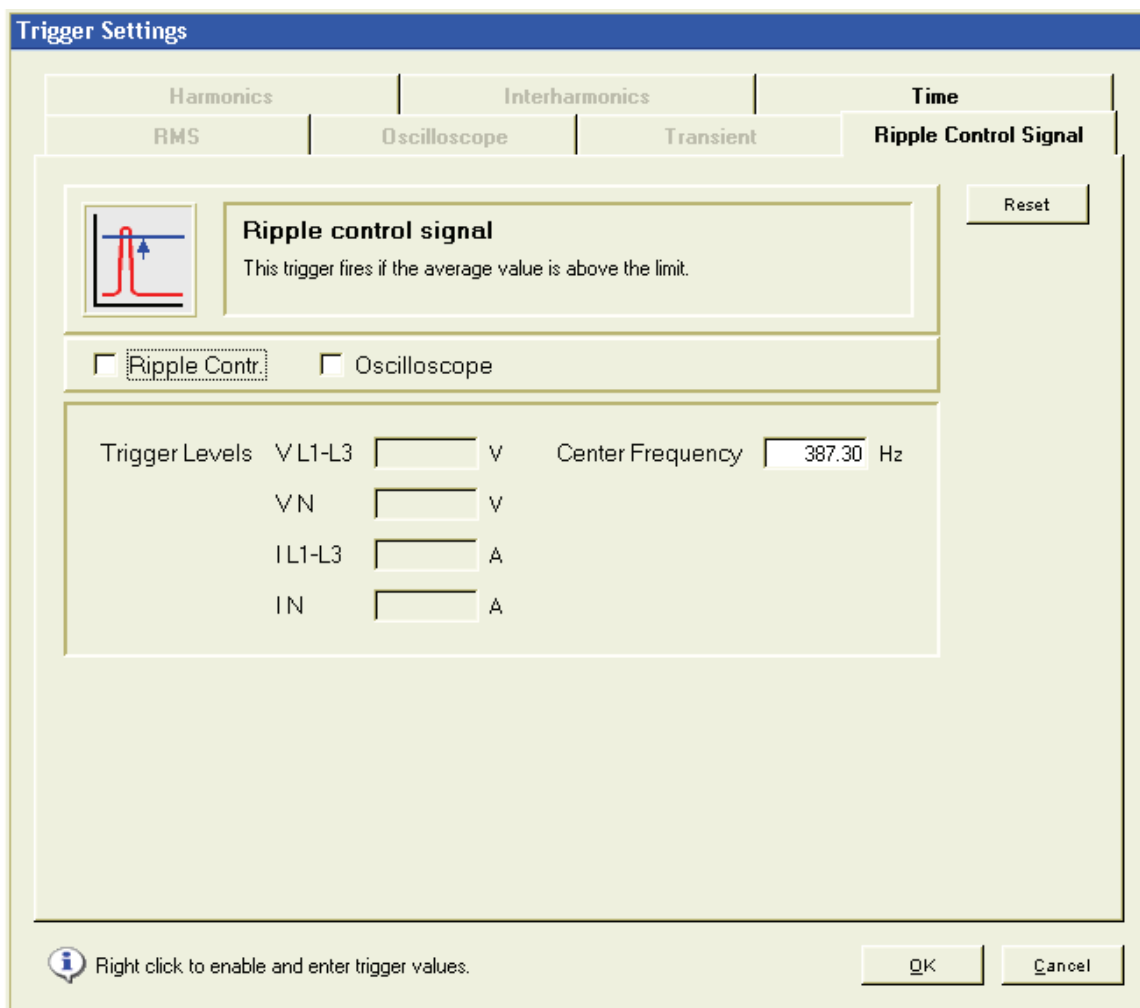 Trigger Settings
Harmonics Interharmonics Time
RMS Oscilloscope Transient Ripple Control Signal
Reset
Ripple control signal
This trigger fires if the average value is above the limit.
Ripple Contr. Oscilloscope
Trigger Levels V L1-L3 V Center Frequency 387.30 Hz
V N V
I L1-L3 A
I N A
Right click to enable and enter trigger values.
OK Cancel